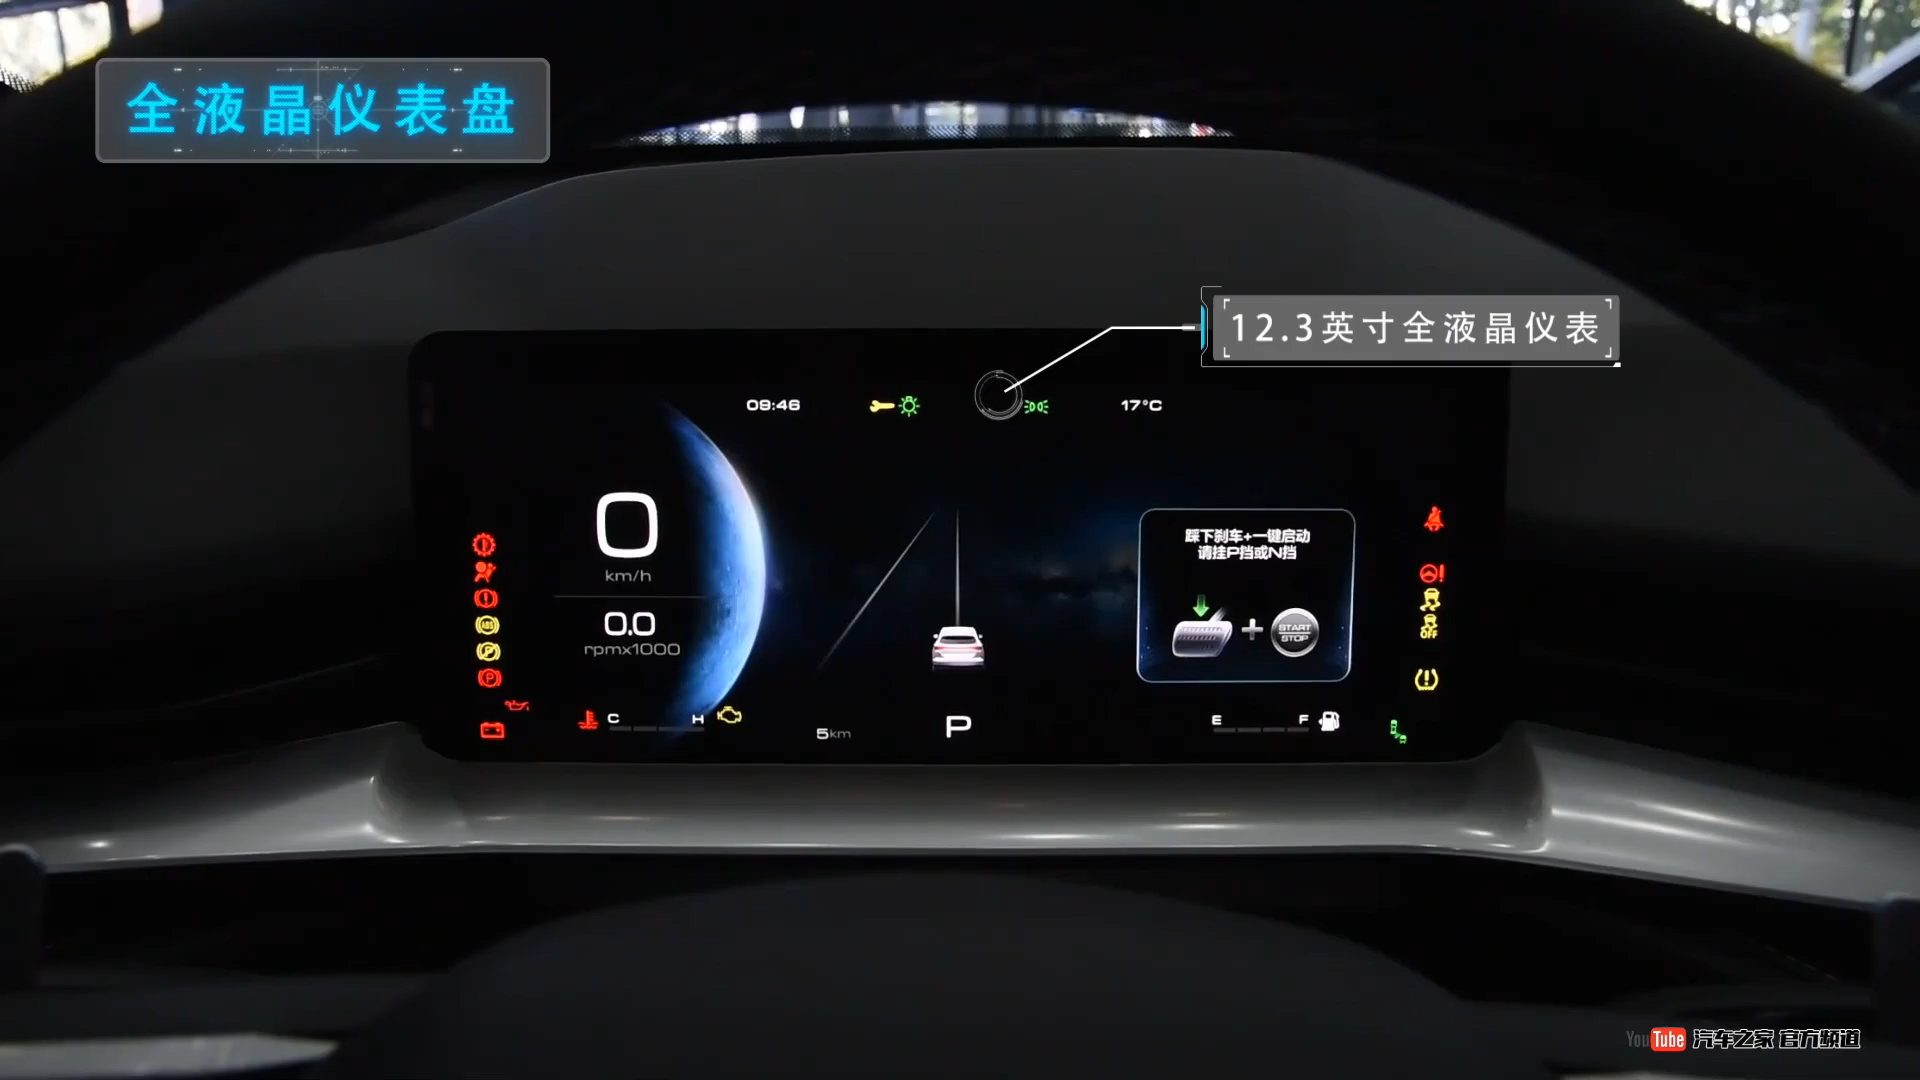 全液晶仪表盘
12.3英寸全液晶仪表
09:46
17°C
0
km/h
0.0
rpmx1000
踩下刹车+一键启动
请挂P挡或N挡
START
STOP
ABS
P
P
OFF
C H
5km
P
E F
YouTube 汽车之家 官方频道